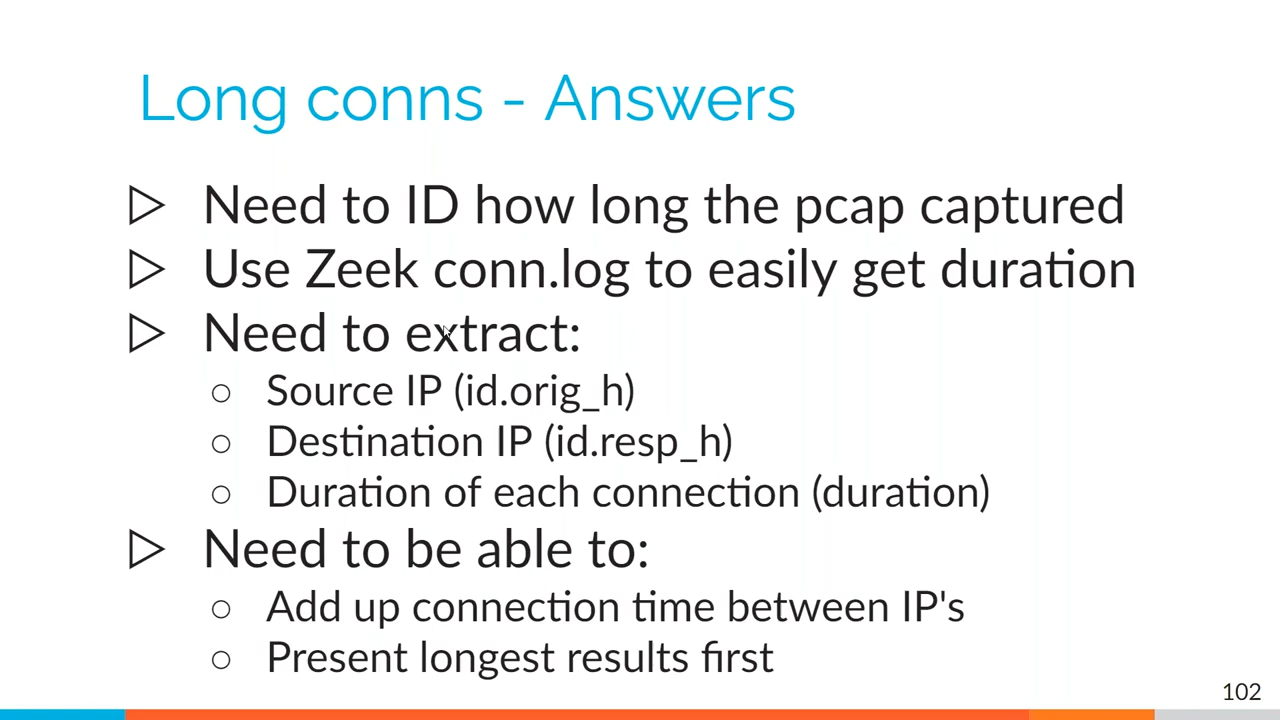 Long conns - Answers
▷ Need to ID how long the pcap captured
▷ Use Zeek conn.log to easily get duration
▷ Need to extract:
○ Source IP (id.orig_h)
○ Destination IP (id.resp_h)
○ Duration of each connection (duration)
▷ Need to be able to:
○ Add up connection time between IP's
○ Present longest results first
102